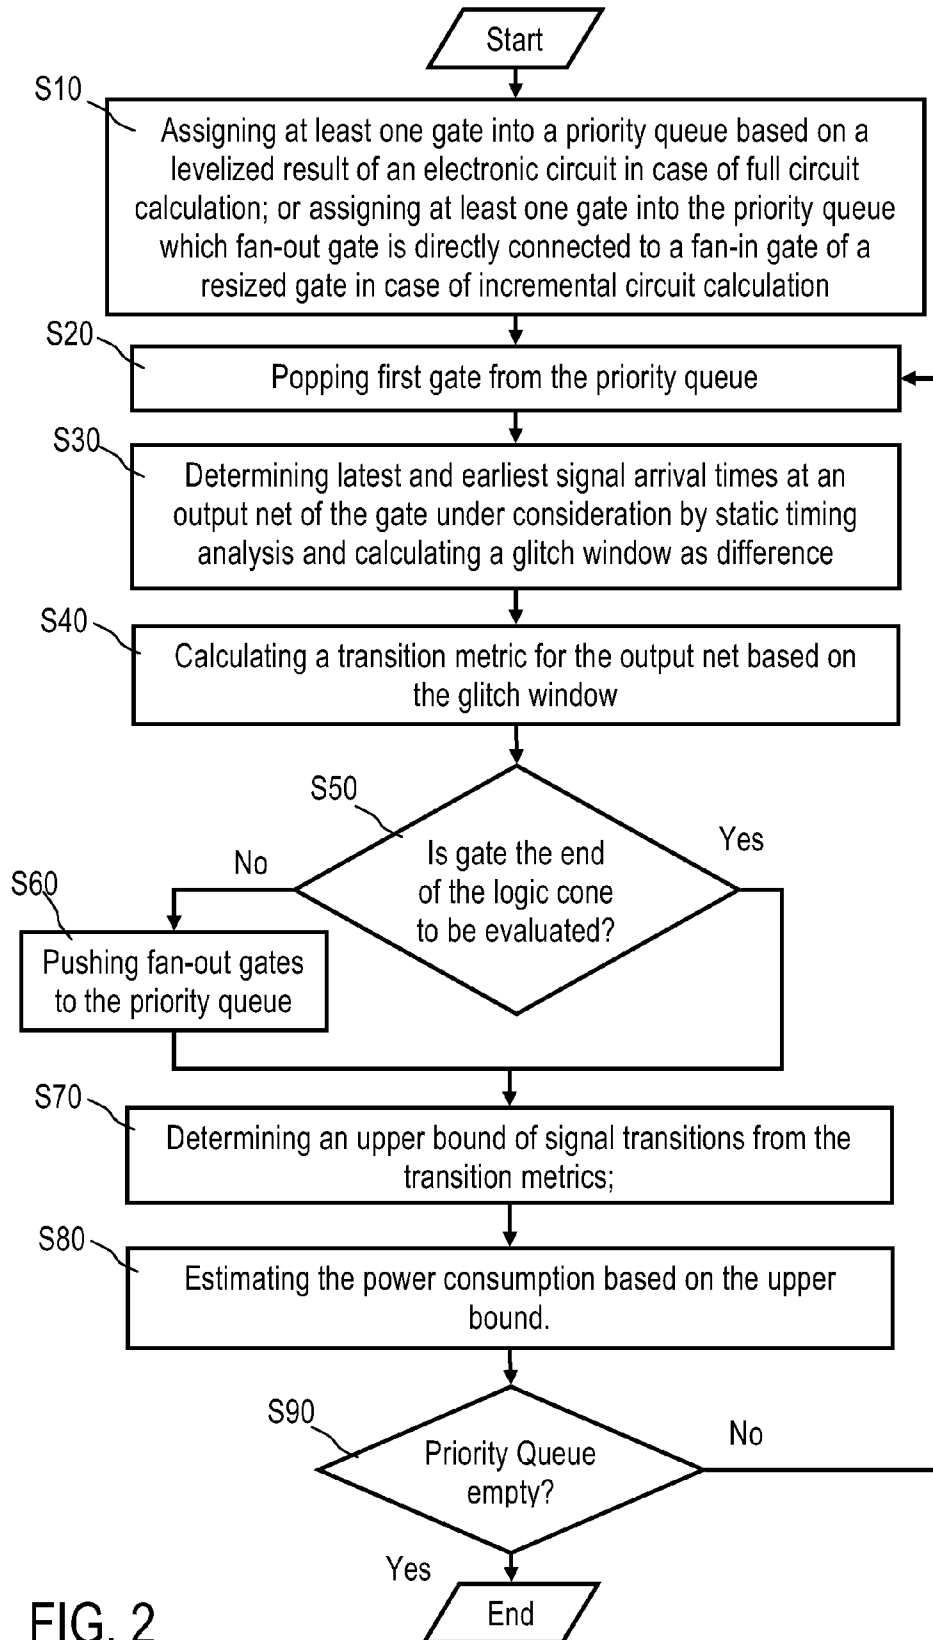 Start
S10
Assigning at least one gate into a priority queue based on a
levelized result of an electronic circuit in case of full circuit
calculation; or assigning at least one gate into the priority queue
which fan-out gate is directly connected to a fan-in gate of a
resized gate in case of incremental circuit calculation
S20
Popping first gate from the priority queue
S30
Determining latest and earliest signal arrival times at an
output net of the gate under consideration by static timing
analysis and calculating a glitch window as difference
S40
Calculating a transition metric for the output net based on
the glitch window
S50
Is gate the end
of the logic cone
to be evaluated?
No
Yes
S60
Pushing fan-out gates
to the priority queue
S70
Determining an upper bound of signal transitions from the
transition metrics;
S80
Estimating the power consumption based on the upper
bound.
S90
Priority Queue
empty?
No
Yes
End
FIG. 2